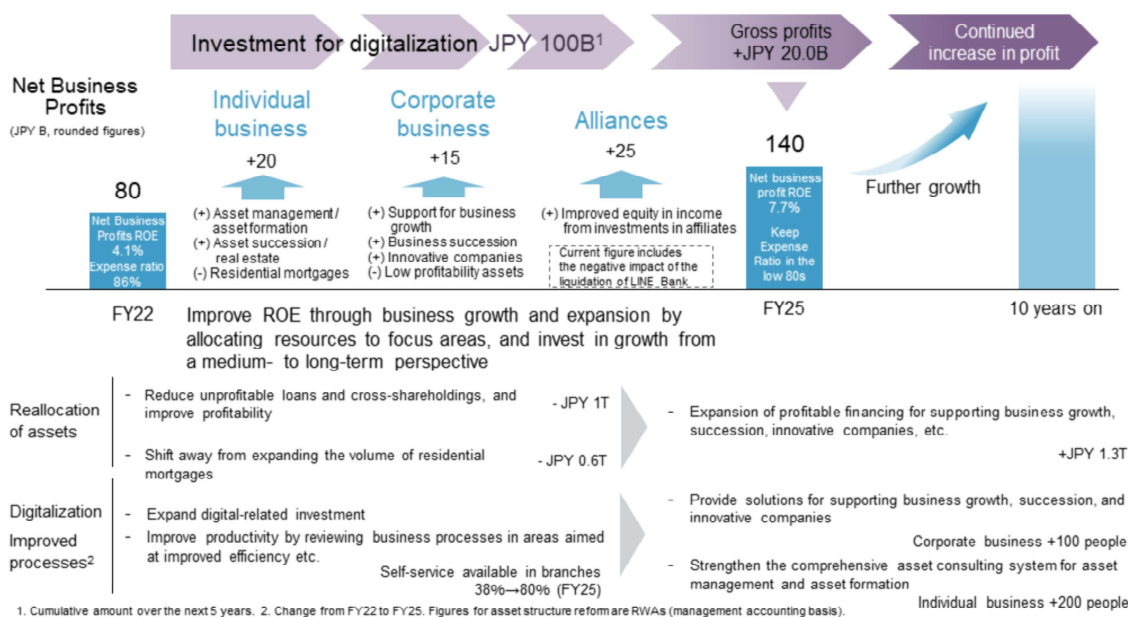 Investment for digitalization JPY 100B1
Gross profits
+JPY 20.0B
Continued
increase in profit
Net Business
Profits
(JPY B, rounded figures)
Individual
business
+20
Corporate
business
+15
Alliances
+25
140
80
Net Business
Profits ROE
4.1%
Expense ratio
86%
(+) Asset management/
asset formation
(+) Asset succession/
real estate
(-) Residential mortgages
(+) Support for business
growth
(+) Business succession
(+) Innovative companies
(-) Low profitability assets
(+) Improved equity in income
from investments in affiliates
Current figure includes
the negative impact of the
liquidation of LINE Bank
Net business
profit ROE
7.7%
Keep
Expense
Ratio in the
low 80s
Further growth
FY22
FY25
10 years on
Improve ROE through business growth and expansion by
allocating resources to focus areas, and invest in growth from
a medium- to long-term perspective
Reallocation
of assets
- Reduce unprofitable loans and cross-shareholdings, and
improve profitability
- JPY 1T
- Shift away from expanding the volume of residential
mortgages
- JPY 0.6T
- Expansion of profitable financing for supporting business growth,
succession, innovative companies, etc.
+JPY 1.3T
Digitalization
Improved
processes2
- Expand digital-related investment
- Improve productivity by reviewing business processes in areas aimed
at improved efficiency etc.
Self-service available in branches
38%→80% (FY25)
- Provide solutions for supporting business growth, succession, and
innovative companies
Corporate business +100 people
- Strengthen the comprehensive asset consulting system for asset
management and asset formation
Individual business +200 people
1. Cumulative amount over the next 5 years. 2. Change from FY22 to FY25. Figures for asset structure reform are RWAs (management accounting basis).